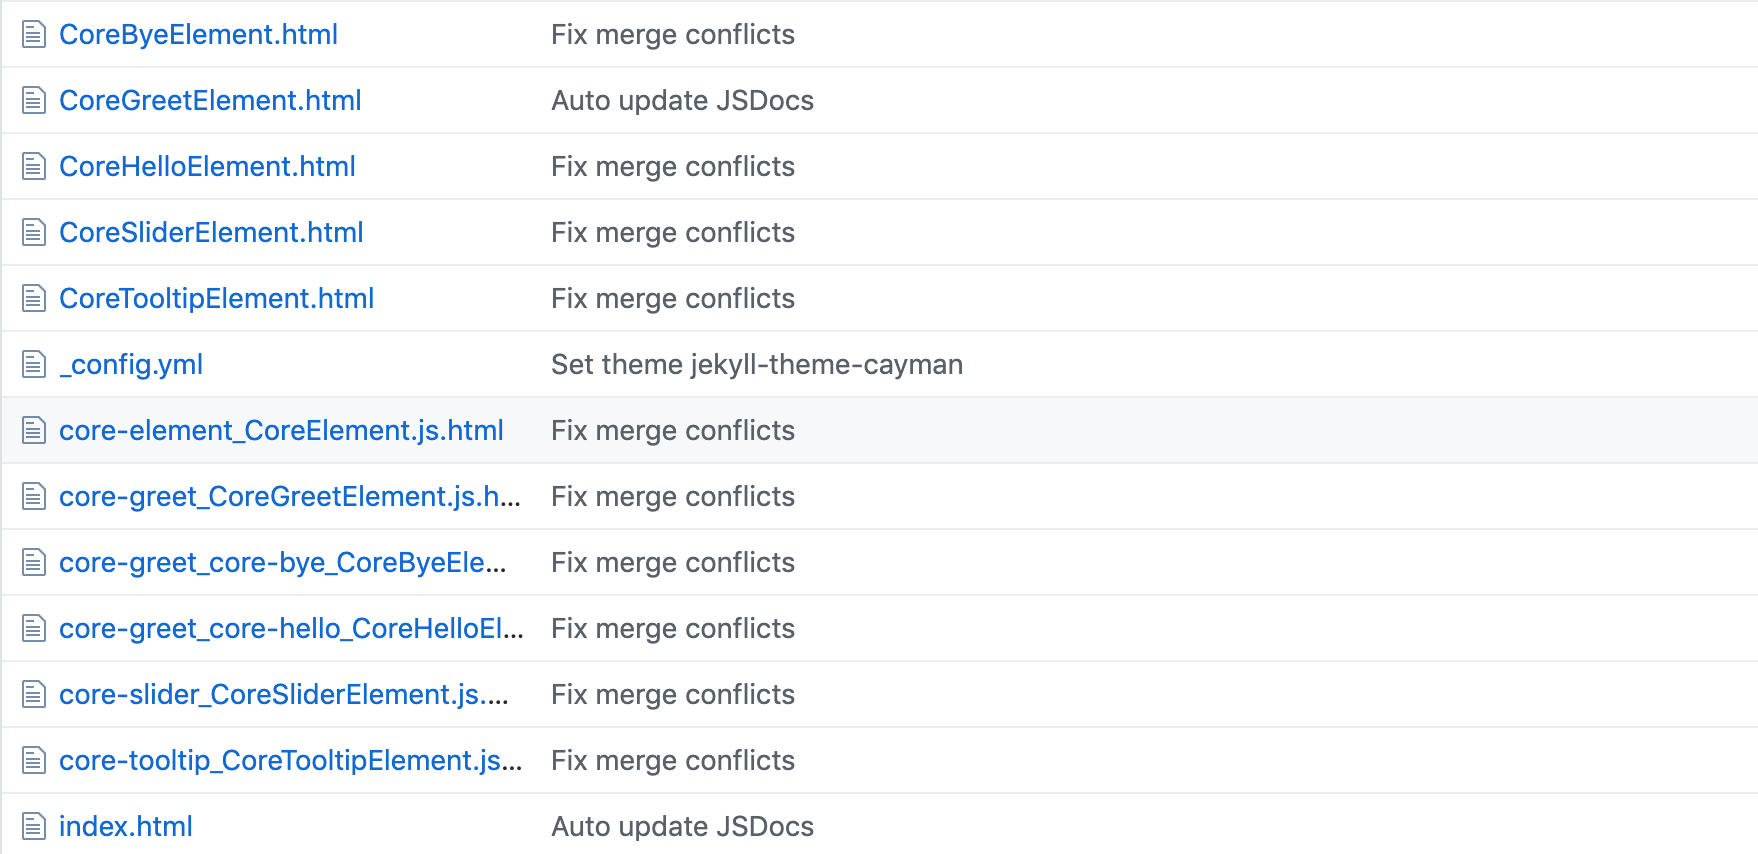 CoreByeElement.html Fix merge conflicts
CoreGreetElement.html Auto update JSDocs
CoreHelloElement.html Fix merge conflicts
CoreSliderElement.html Fix merge conflicts
CoreTooltipElement.html Fix merge conflicts
_config.yml Set theme jekyll-theme-cayman
core-element_CoreElement.js.html Fix merge conflicts
core-greet_CoreGreetElement.js.h... Fix merge conflicts
core-greet_core-bye_CoreByeEle... Fix merge conflicts
core-greet_core-hello_CoreHelloEl... Fix merge conflicts
core-slider_CoreSliderElement.js.... Fix merge conflicts
core-tooltip_CoreTooltipElement.js... Fix merge conflicts
index.html Auto update JSDocs